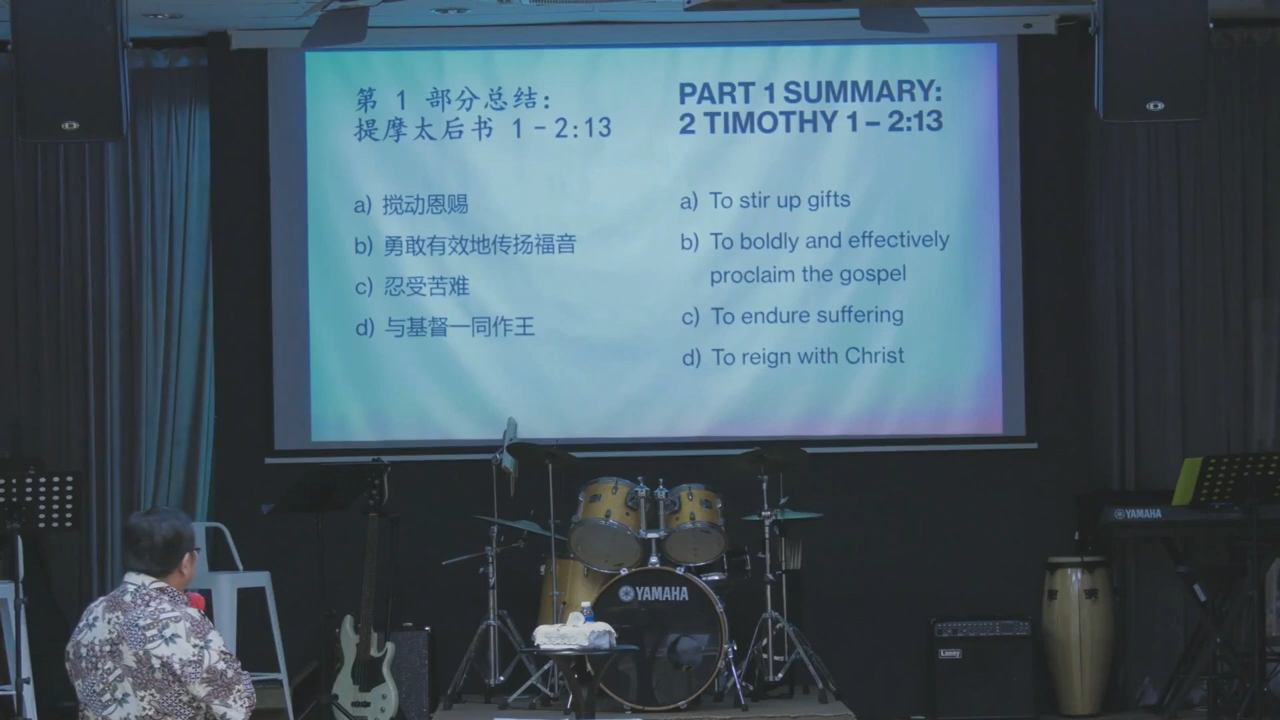 第 1 部分总结:
提摩太后书 1-2:13
a) 搅动恩赐
b) 勇敢有效地传扬福音
c) 忍受苦难
d) 与基督一同作王
PART 1 SUMMARY:
2 TIMOTHY 1 – 2:13
a) To stir up gifts
b) To boldly and effectively
proclaim the gospel
c) To endure suffering
d) To reign with Christ
YAMAHA
YAMAHA
Laney